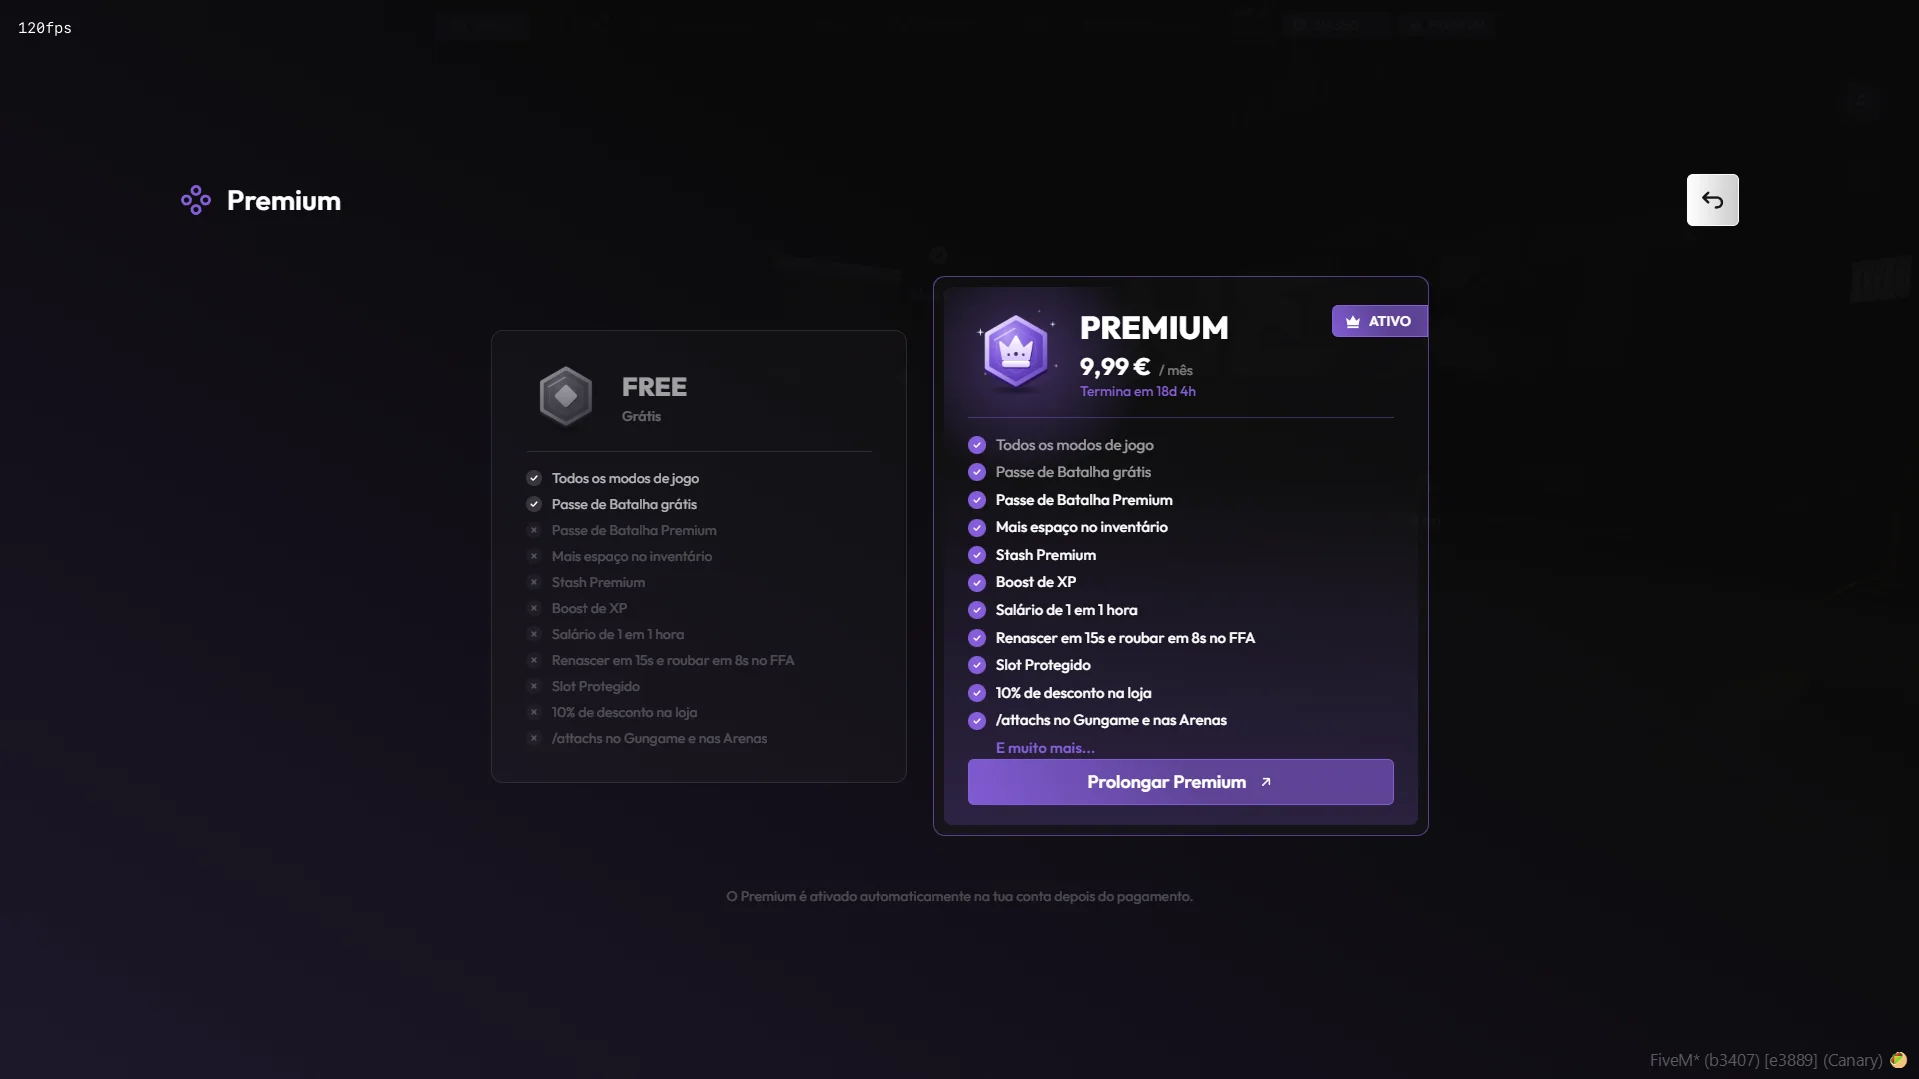 120fps
Premium
FREE
Grátis
Todos os modos de jogo
Passe de Batalha grátis
Passe de Batalha Premium
Mais espaço no inventário
Stash Premium
Boost de XP
Salário de 1 em 1 hora
Renascer em 15s e roubar em 8s no FFA
Slot Protegido
10% de desconto na loja
/attachs no Gungame e nas Arenas
PREMIUM
ATIVO
9,99 € / mês
Termina em 18d 4h
Todos os modos de jogo
Passe de Batalha grátis
Passe de Batalha Premium
Mais espaço no inventário
Stash Premium
Boost de XP
Salário de 1 em 1 hora
Renascer em 15s e roubar em 8s no FFA
Slot Protegido
10% de desconto na loja
/attachs no Gungame e nas Arenas
E muito mais...
Prolongar Premium
O Premium é ativado automaticamente na tua conta depois do pagamento.
FiveM* (b3407) [e3889] (Canary)